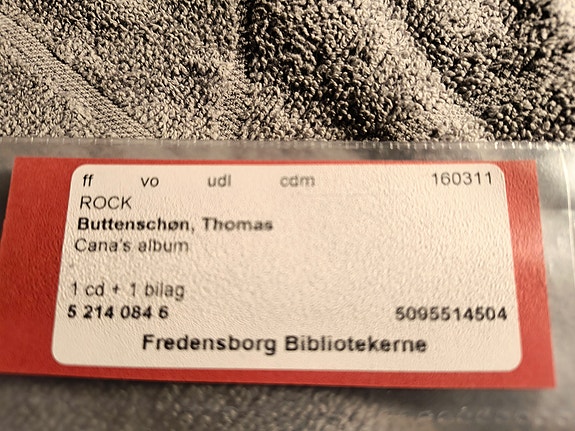 ff vo udl cdm 160311
ROCK
Buttenschøn, Thomas
Cana's album
1 cd + 1 bilag
5 214 084 6 5095514504
Fredensborg Bibliotekerne